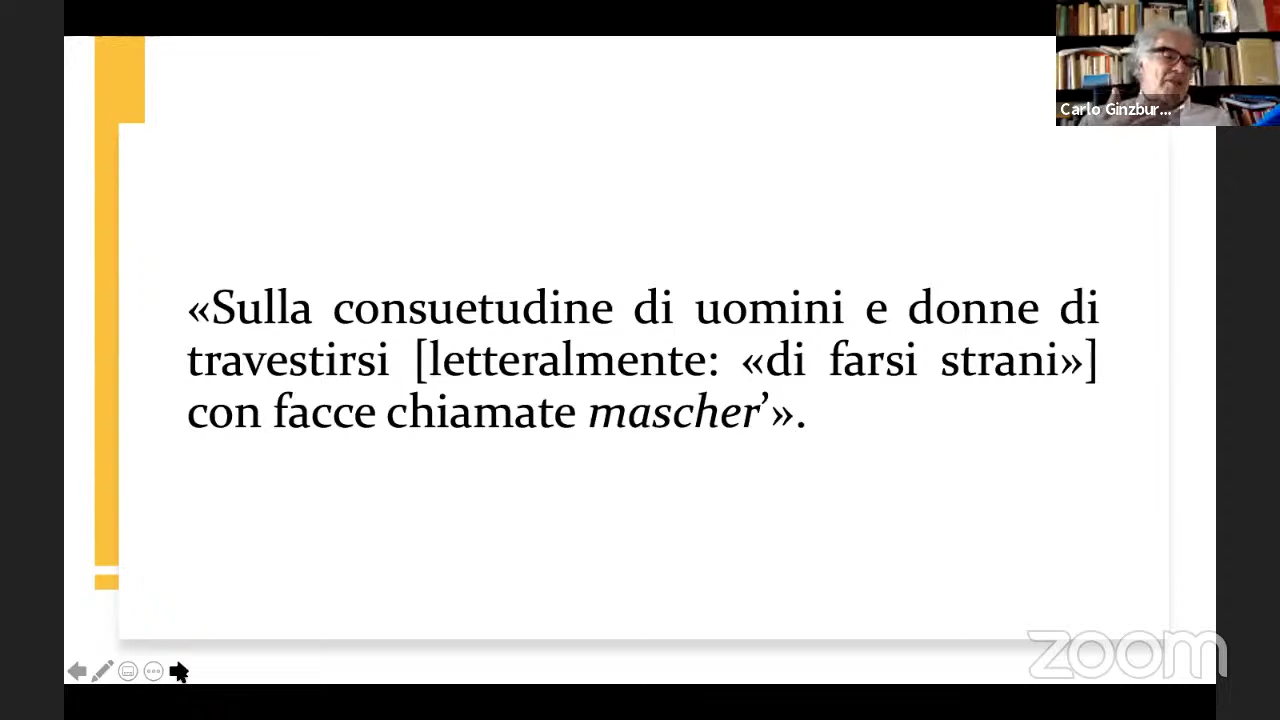 Carlo Ginzbur...
«Sulla consuetudine di uomini e donne di
travestirsi [letteralmente: «di farsi strani»]
con facce chiamate mascher’».
zoom